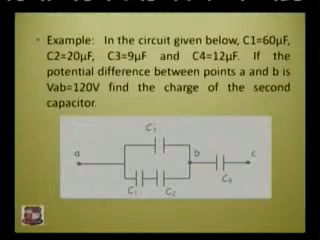 • Example: In the circuit given below, C1=60µF,
C2=20µF, C3=9µF and C4=12µF. If the
potential difference between points a and b is
Vab=120V find the charge of the second
capacitor.
C3
a
b
c
C1
C2
C4